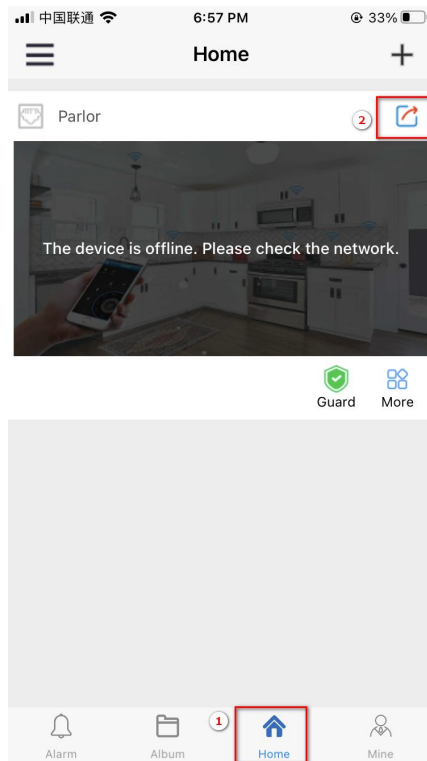 中国联通 6:57 PM 33%
Home
Parlor 2
The device is offline. Please check the network.
Guard More
1
Alarm Album Home Mine